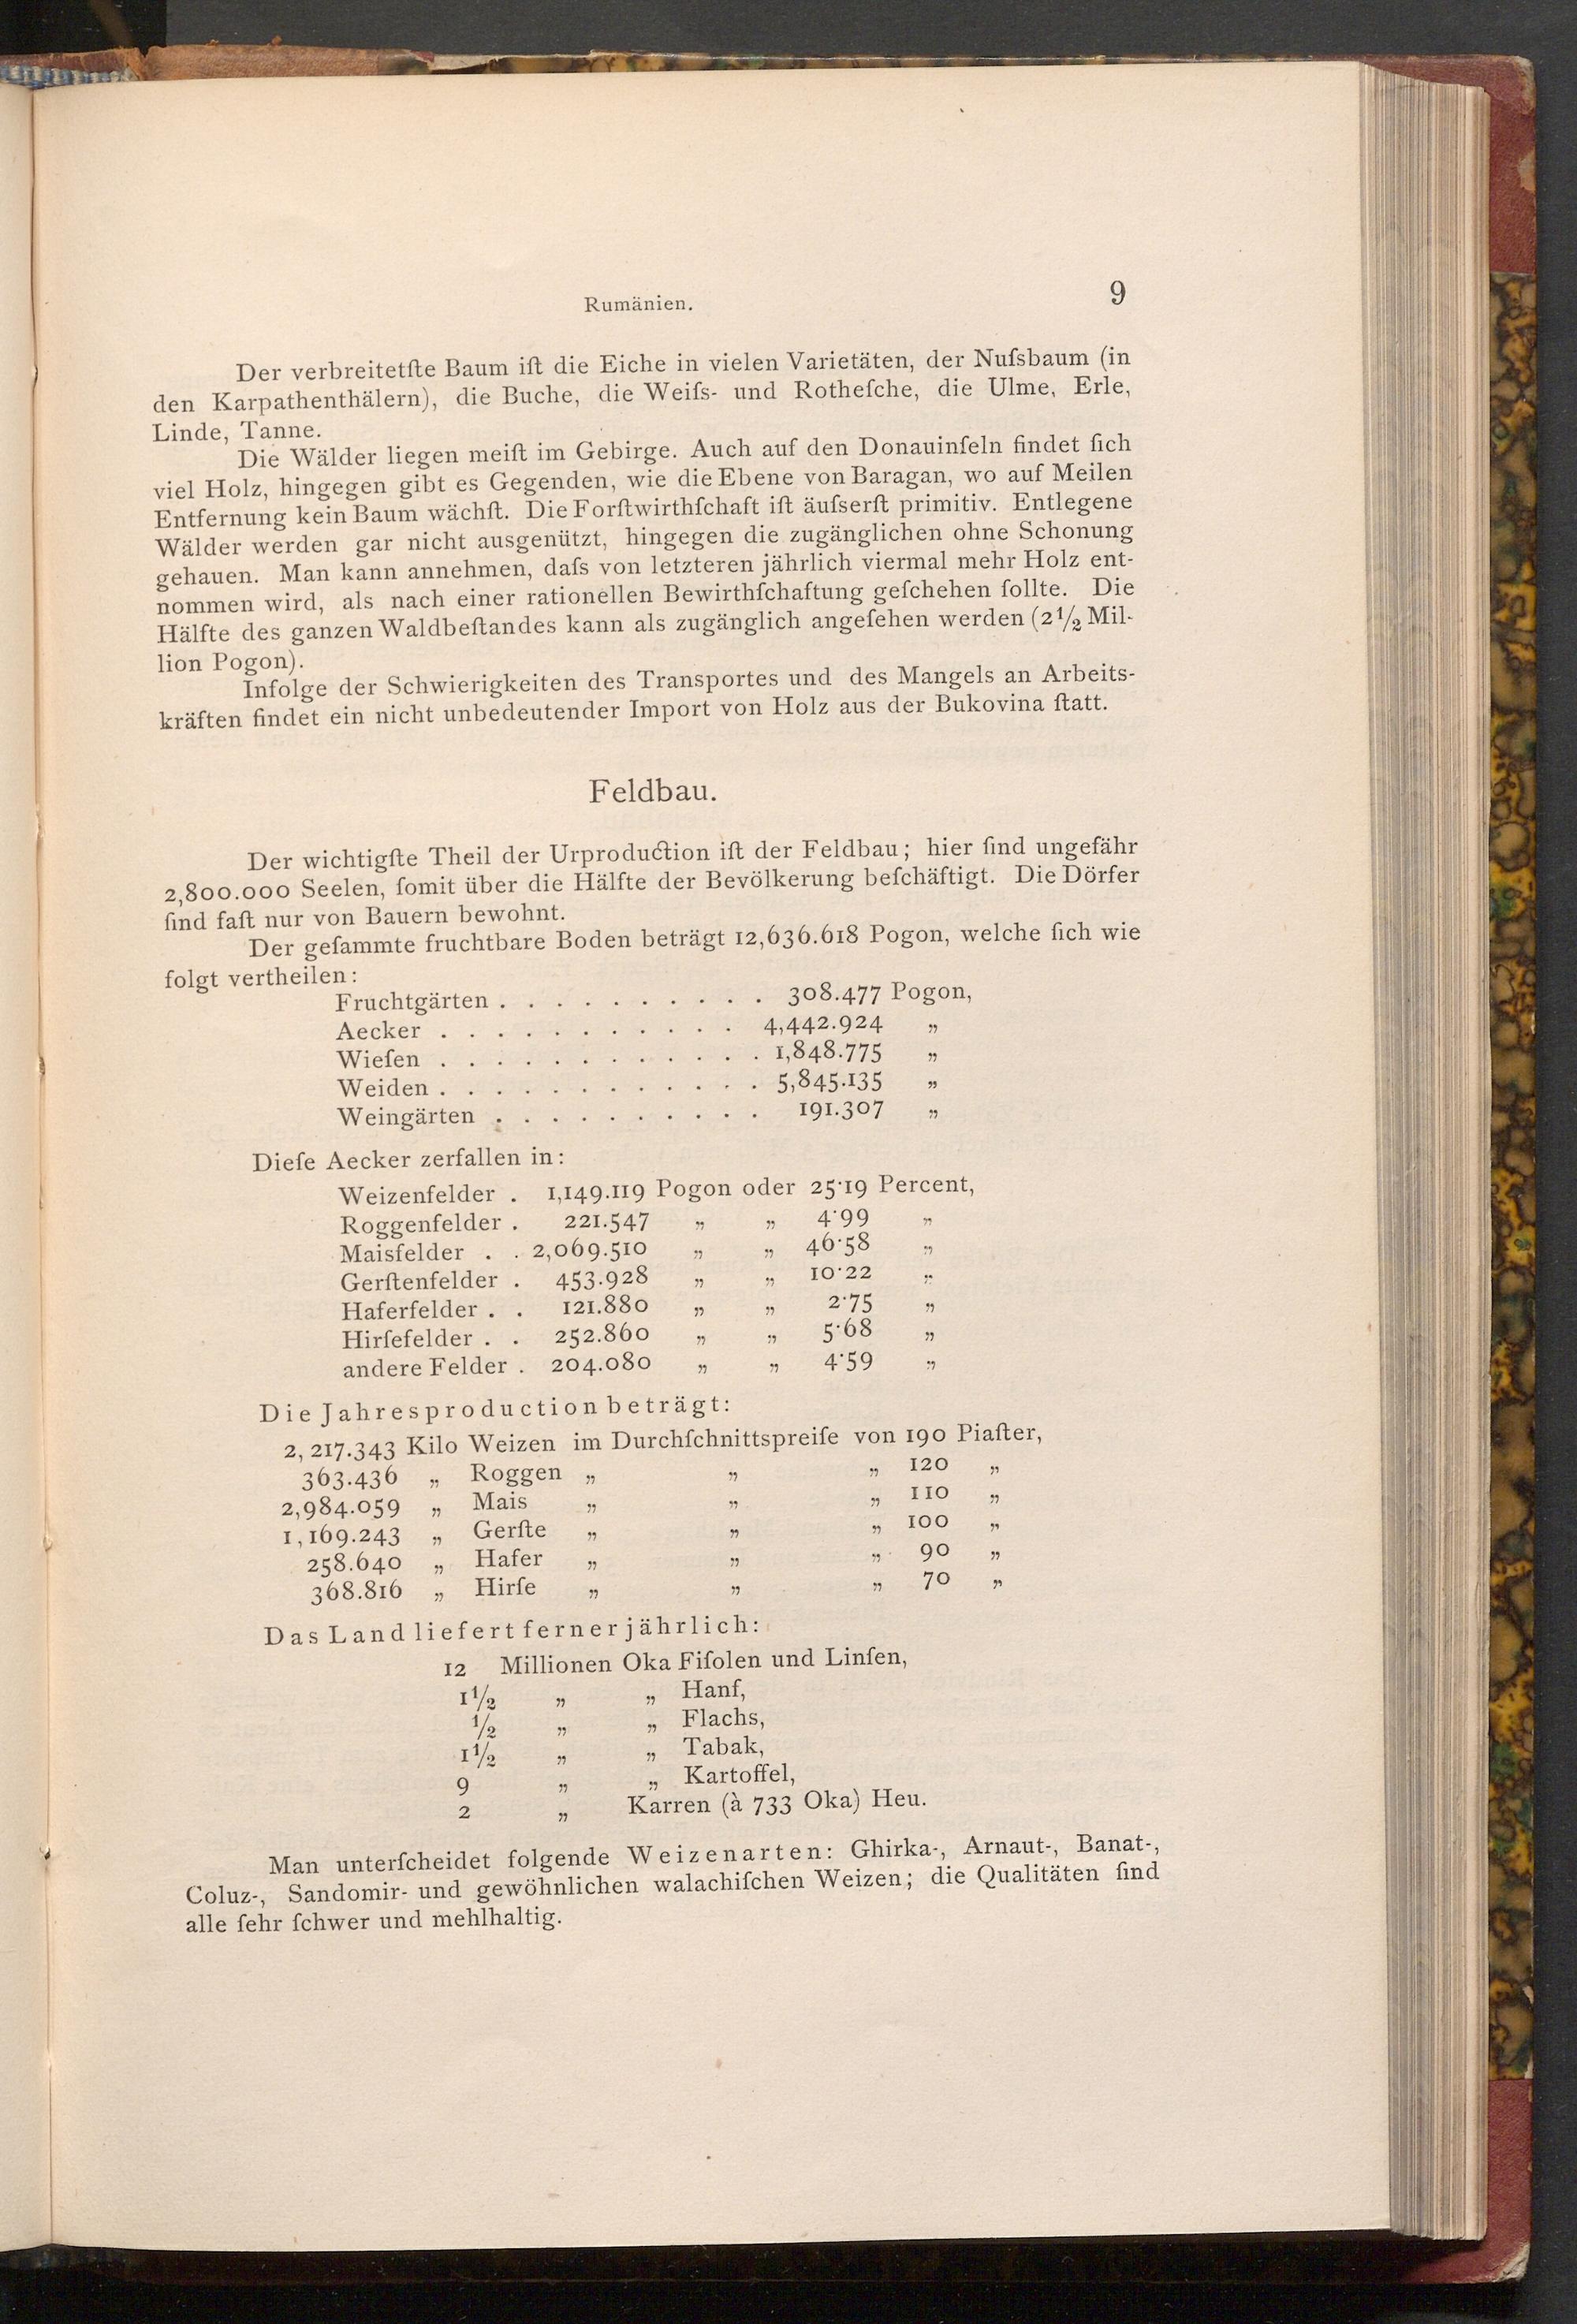 Rumänien.
9
Der verbreitetſte Baum iſt die Eiche in vielen Varietäten, der Nuſsbaum (in
den Karpathenthälern), die Buche, die Weiſs- und Rotheſche, die Ulme, Erle,
Linde, Tanne.
Die Wälder liegen meiſt im Gebirge. Auch auf den Donauinſeln findet ſich
viel Holz, hingegen gibt es Gegenden, wie die Ebene von Baragan, wo auf Meilen
Entfernung kein Baum wächſt. Die Forſtwirthſchaft iſt äuſserſt primitiv. Entlegene
Wälder werden gar nicht ausgenützt, hingegen die zugänglichen ohne Schonung
gehauen. Man kann annehmen, daſs von letzteren jährlich viermal mehr Holz ent-
nommen wird, als nach einer rationellen Bewirthſchaftung geſchehen ſollte. Die
Hälfte des ganzen Waldbeſtandes kann als zugänglich angeſehen werden (2 1/2 Mil-
lion Pogon).
Infolge der Schwierigkeiten des Transportes und des Mangels an Arbeits-
kräften findet ein nicht unbedeutender Import von Holz aus der Bukovina ſtatt.
Feldbau.
Der wichtigſte Theil der Urproduction iſt der Feldbau; hier ſind ungefähr
2,800.000 Seelen, ſomit über die Hälfte der Bevölkerung beſchäftigt. Die Dörfer
ſind faſt nur von Bauern bewohnt.
Der geſammte fruchtbare Boden beträgt 12,636.618 Pogon, welche ſich wie
folgt vertheilen:
Fruchtgärten . . . . . . . . . . 308.477 Pogon,
Aecker . . . . . . . . . . . 4,442.924 „
Wieſen . . . . . . . . . . . . 1,848.775 „
Weiden . . . . . . . . . . . . 5,845.135 „
Weingärten . . . . . . . . . . 191.307 „
Dieſe Aecker zerfallen in:
Weizenfelder . 1,149.119 Pogon oder 25·19 Percent,
Roggenfelder . 221.547 „ „ 4·99 „
Maisfelder . . 2,069.510 „ „ 46·58 „
Gerſtenfelder . 453.928 „ „ 10·22 „
Haferfelder . . 121.880 „ „ 2·75 „
Hirſefelder . . 252.860 „ „ 5·68 „
andere Felder . 204.080 „ „ 4·59 „
Die Jahresproduction beträgt:
2,217.343 Kilo Weizen im Durchſchnittspreiſe von 190 Piaſter,
363.436 „ Roggen „ „ „ 120 „
2,984.059 „ Mais „ „ „ 110 „
1,169.243 „ Gerſte „ „ „ 100 „
258.640 „ Hafer „ „ „ 90 „
368.816 „ Hirſe „ „ „ 70 „
Das Land liefert ferner jährlich:
12 Millionen Oka Fiſolen und Linſen,
1 1/2 „ „ Hanf,
1/2 „ „ Flachs,
1 1/2 „ „ Tabak,
9 „ „ Kartoffel,
2 „ Karren (à 733 Oka) Heu.
Man unterſcheidet folgende Weizenarten: Ghirka-, Arnaut-, Banat-,
Coluz-, Sandomir- und gewöhnlichen walachiſchen Weizen; die Qualitäten ſind
alle ſehr ſchwer und mehlhaltig.